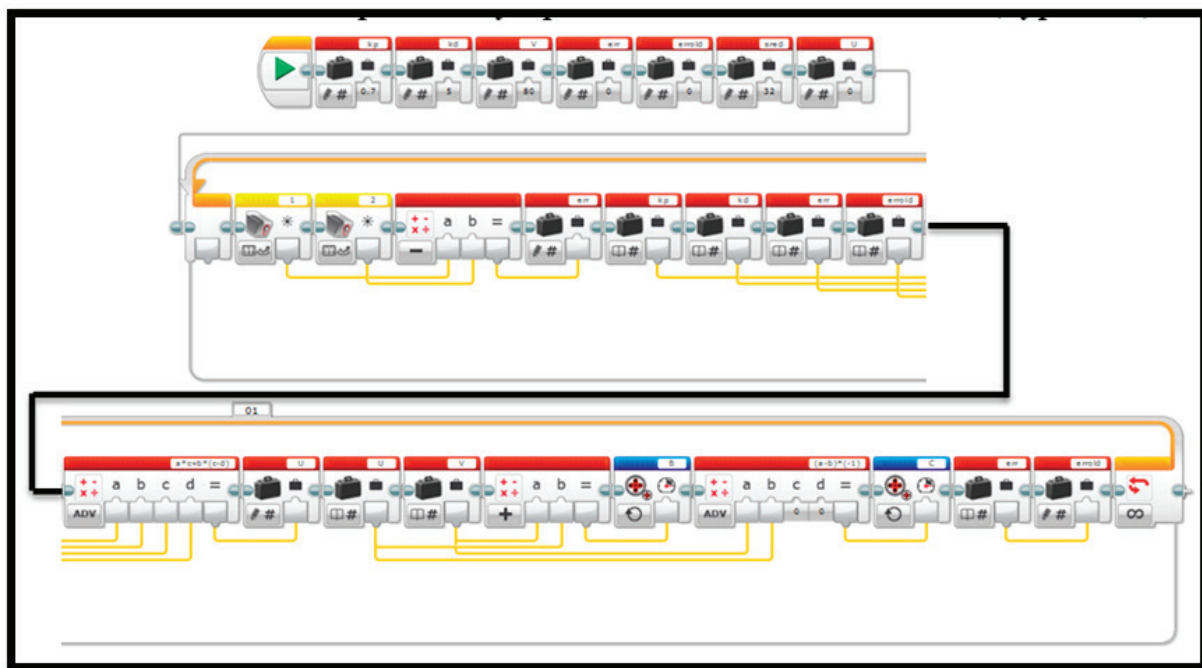 kp kd V err errold sred U
# 0.7 # 5 # 80 # 0 # 0 # 32 # 0
1 2 err kp kd err errold
+ - × ÷ a b =
− # # # # #
01
a*c+b*(c-d) U U V B (a-b)*(-1) C err errold
+ - × ÷ a b c d = + - × ÷ a b = + - × ÷ a b c d =
ADV # # # + ADV 0 0 # # ∞